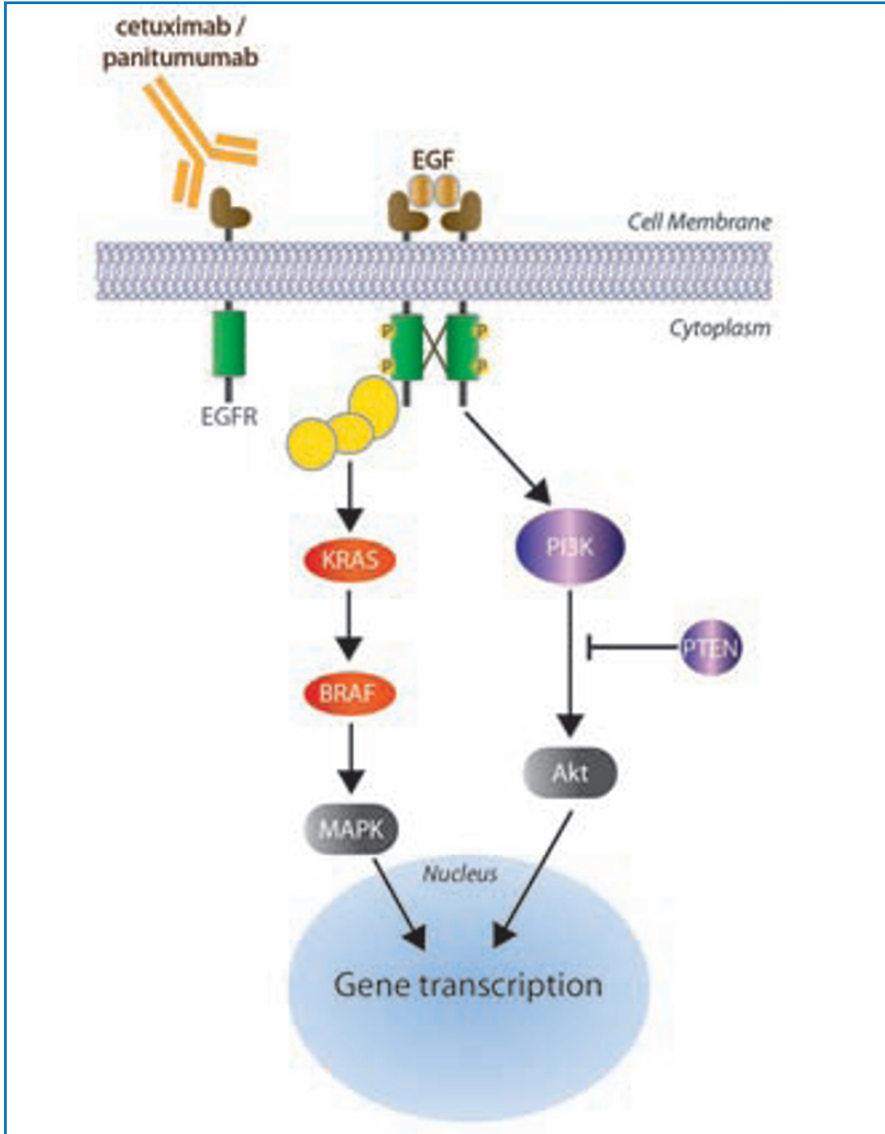 cetuximab /
panitumumab
EGF
Cell Membrane
Cytoplasm
P
P
P
P
EGFR
KRAS
PI3K
PTEN
BRAF
Akt
MAPK
Nucleus
Gene transcription